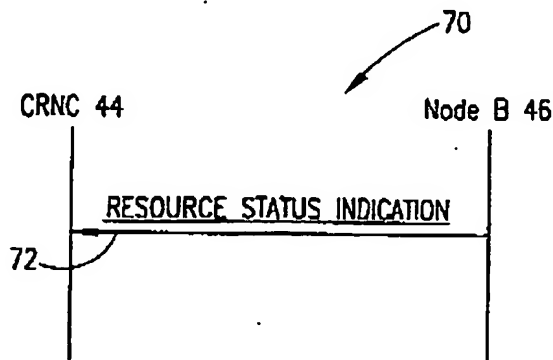 70
CRNC 44
Node B 46
RESOURCE STATUS INDICATION
72